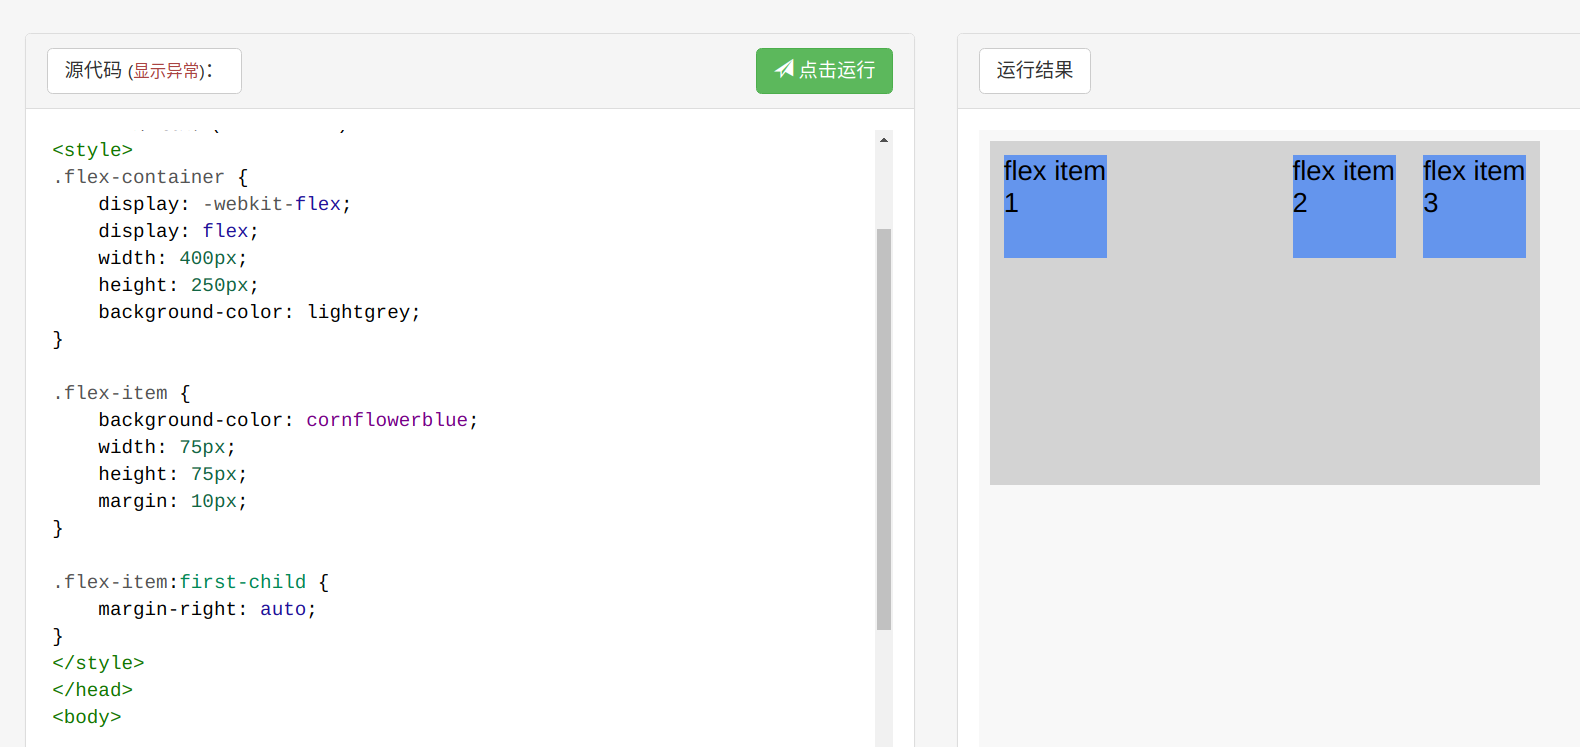 源代码 (显示异常):
点击运行
<style>
.flex-container {
    display: -webkit-flex;
    display: flex;
    width: 400px;
    height: 250px;
    background-color: lightgrey;
}
.flex-item {
    background-color: cornflowerblue;
    width: 75px;
    height: 75px;
    margin: 10px;
}
.flex-item:first-child {
    margin-right: auto;
}
</style>
</head>
<body>
运行结果
flex item
1
flex item
2
flex item
3